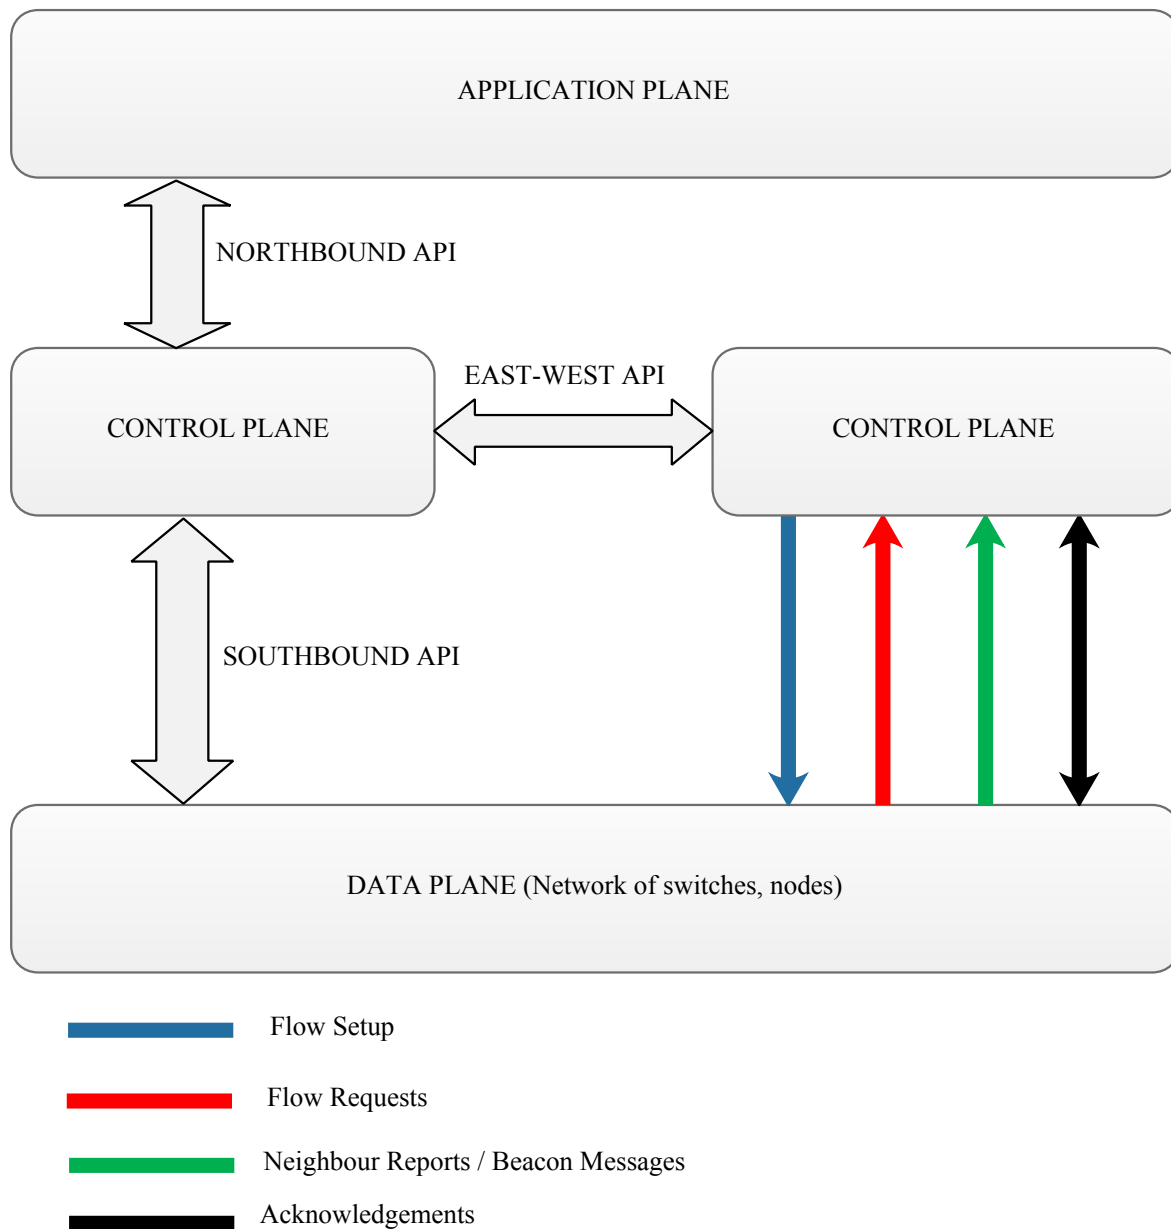 APPLICATION PLANE
NORTHBOUND API
EAST-WEST API
CONTROL PLANE
CONTROL PLANE
SOUTHBOUND API
DATA PLANE (Network of switches, nodes)
Flow Setup
Flow Requests
Neighbour Reports / Beacon Messages
Acknowledgements